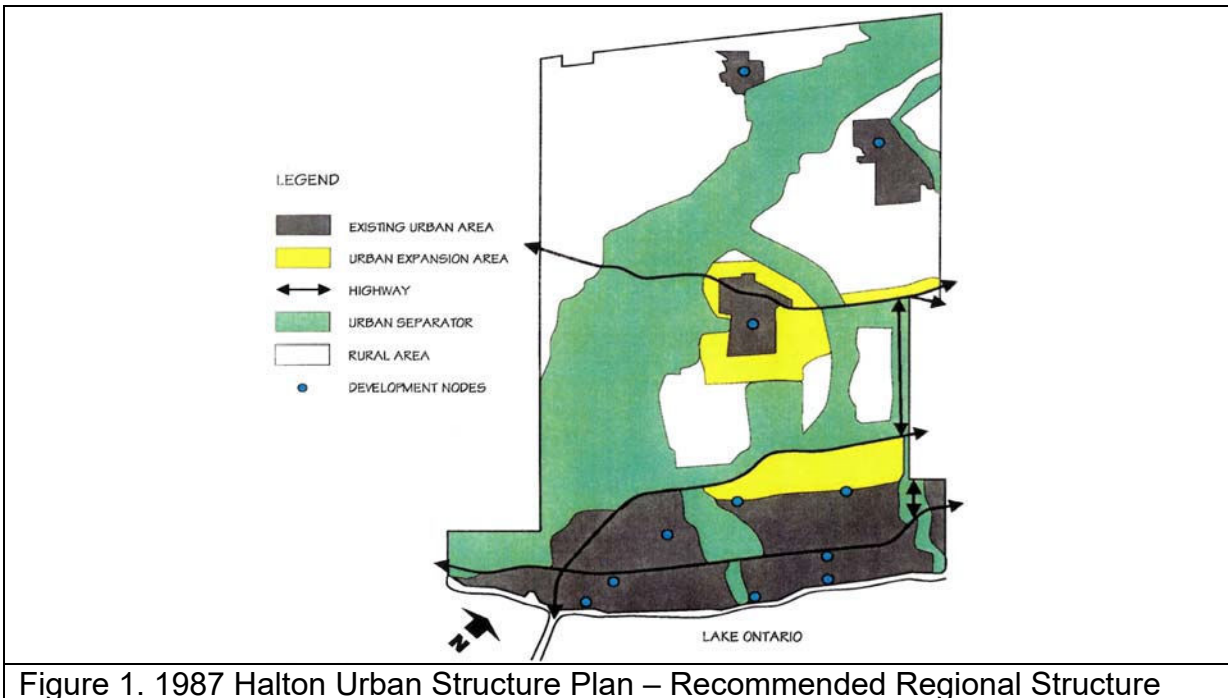 LEGEND
EXISTING URBAN AREA
URBAN EXPANSION AREA
HIGHWAY
URBAN SEPARATOR
RURAL AREA
DEVELOPMENT NODES
N
LAKE ONTARIO
Figure 1. 1987 Halton Urban Structure Plan – Recommended Regional Structure